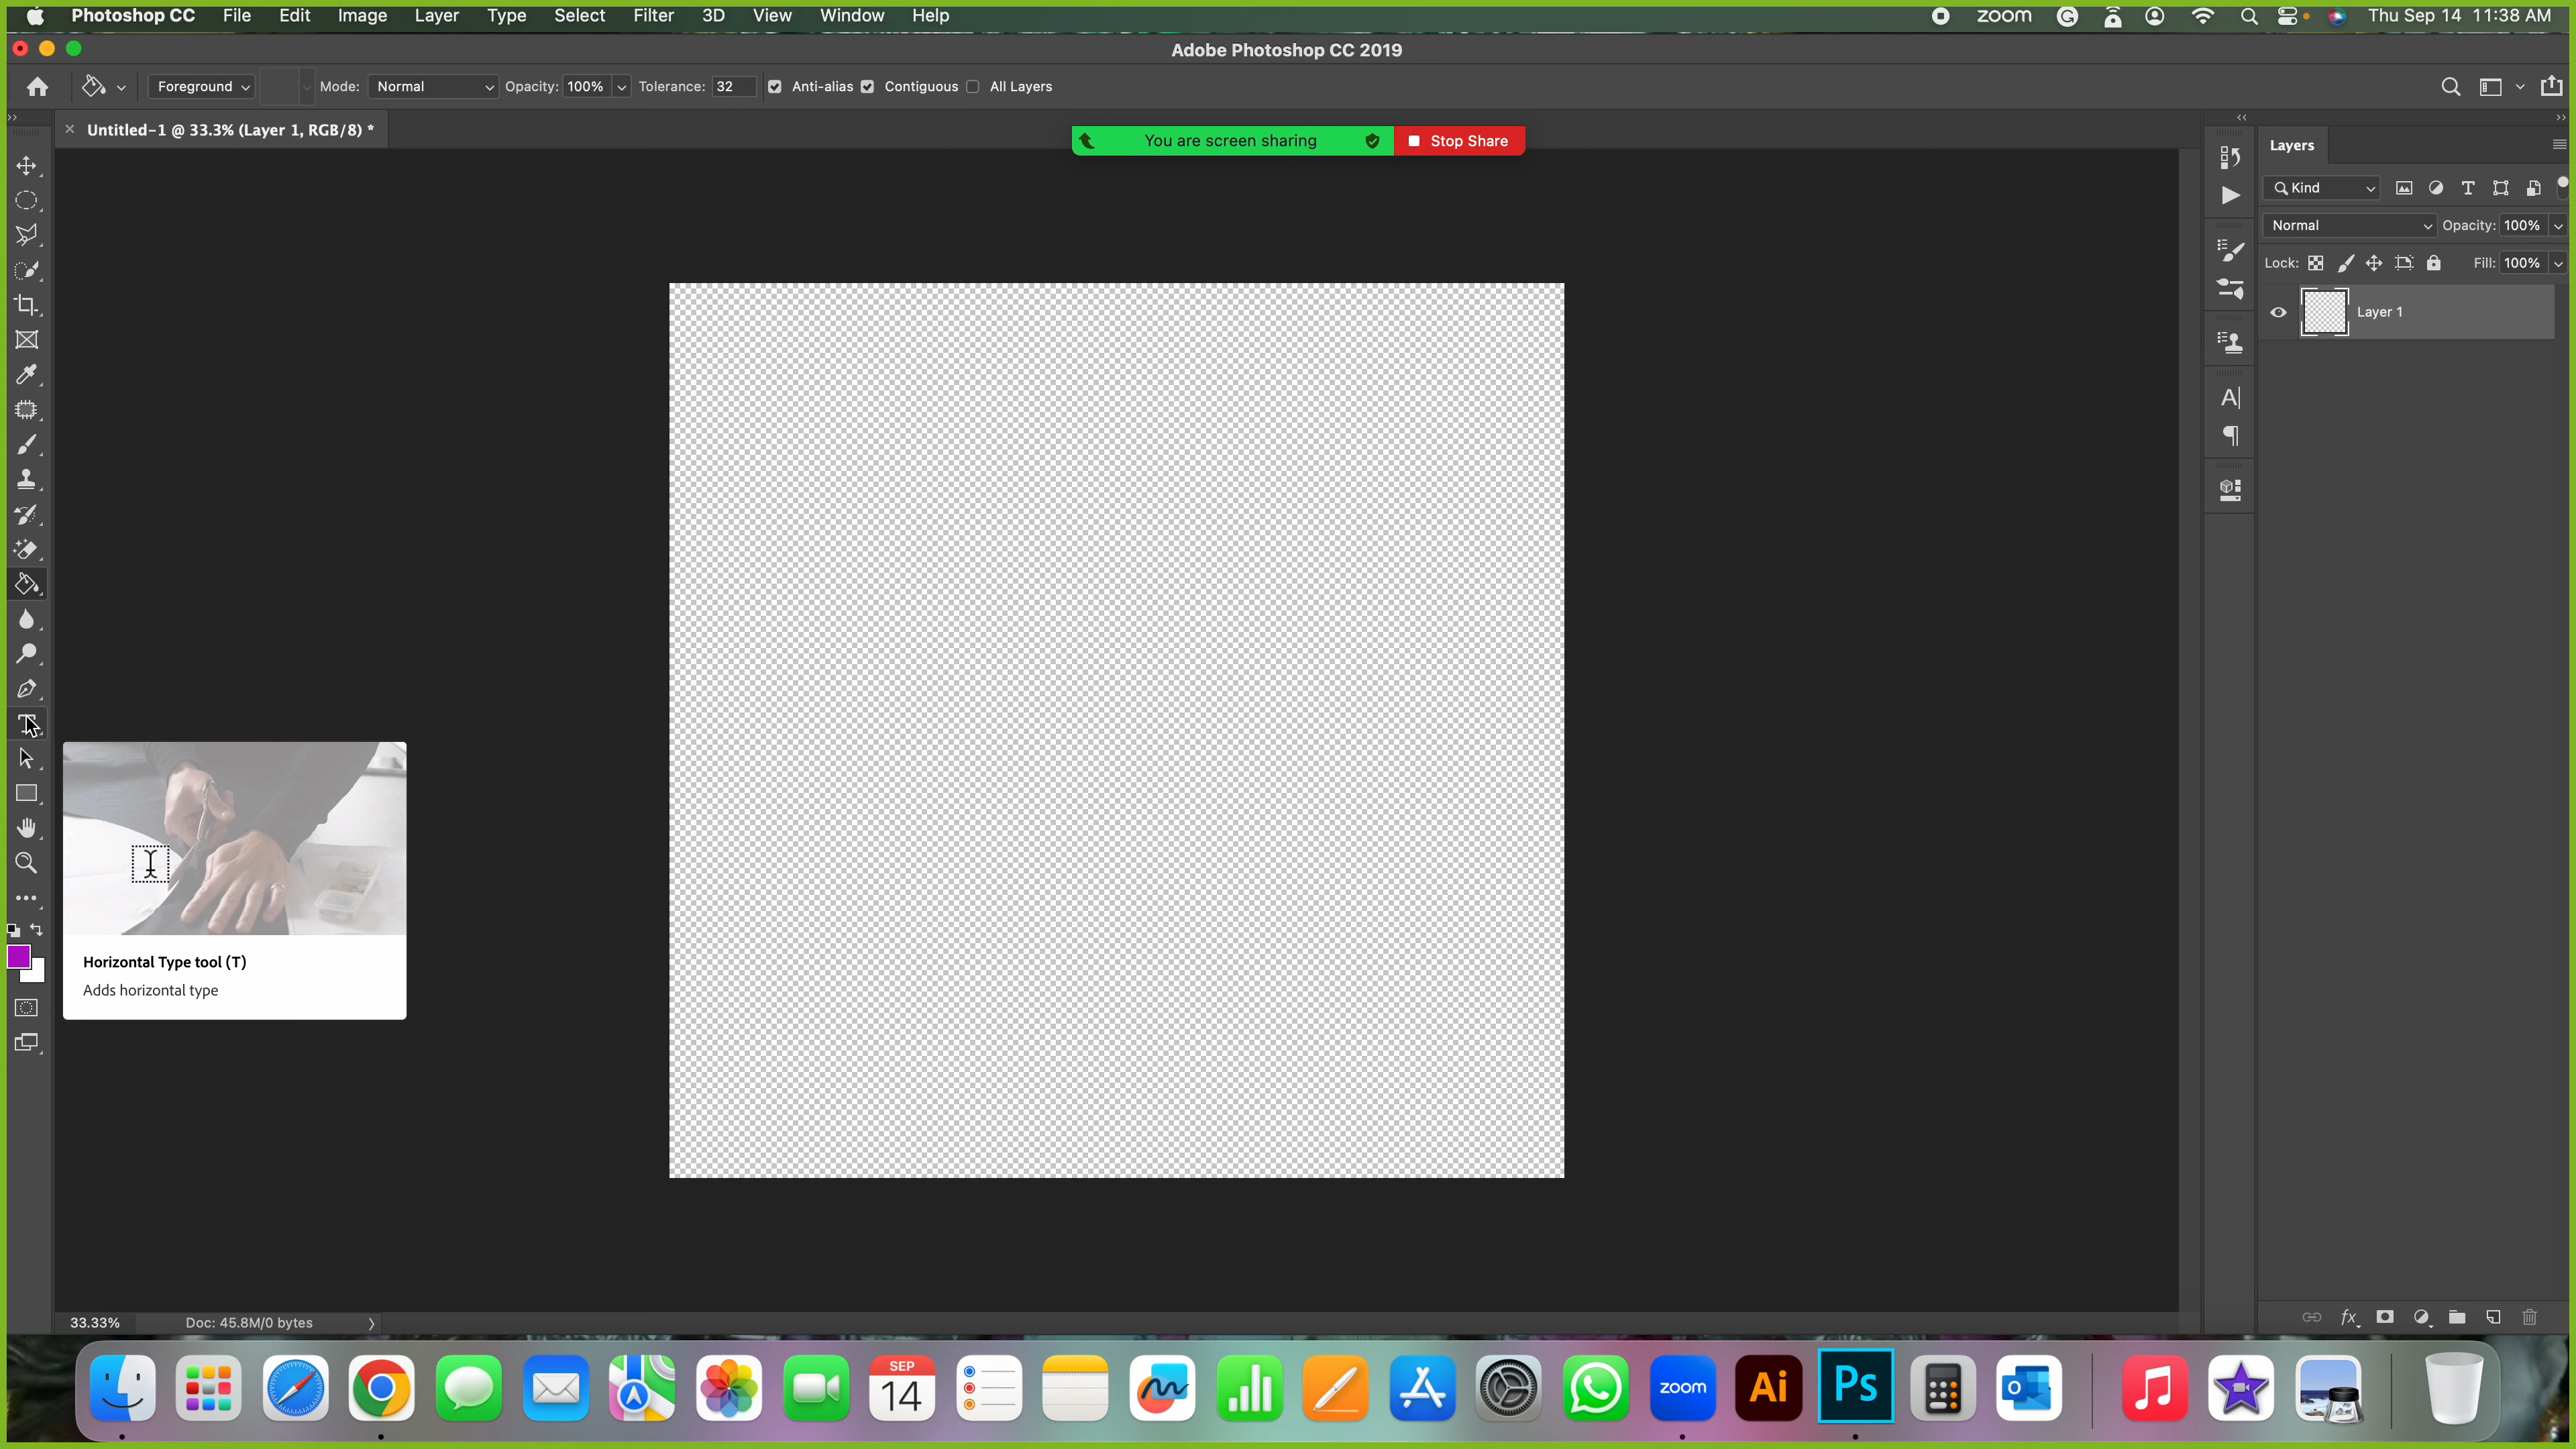 Photoshop CC File Edit Image Layer Type Select Filter 3D View Window Help zoom Thu Sep 14 11:38 AM
Adobe Photoshop CC 2019
Foreground Mode: Normal Opacity: 100% Tolerance: 32 Anti-alias Contiguous All Layers
Untitled-1 @ 33.3% (Layer 1, RGB/8) *
You are screen sharing Stop Share
Layers
Kind
Normal Opacity: 100%
Lock: Fill: 100%
Layer 1
Horizontal Type tool (T)
Adds horizontal type
33.33% Doc: 45.8M/0 bytes
fx
SEP
14
zoom
Ai
Ps